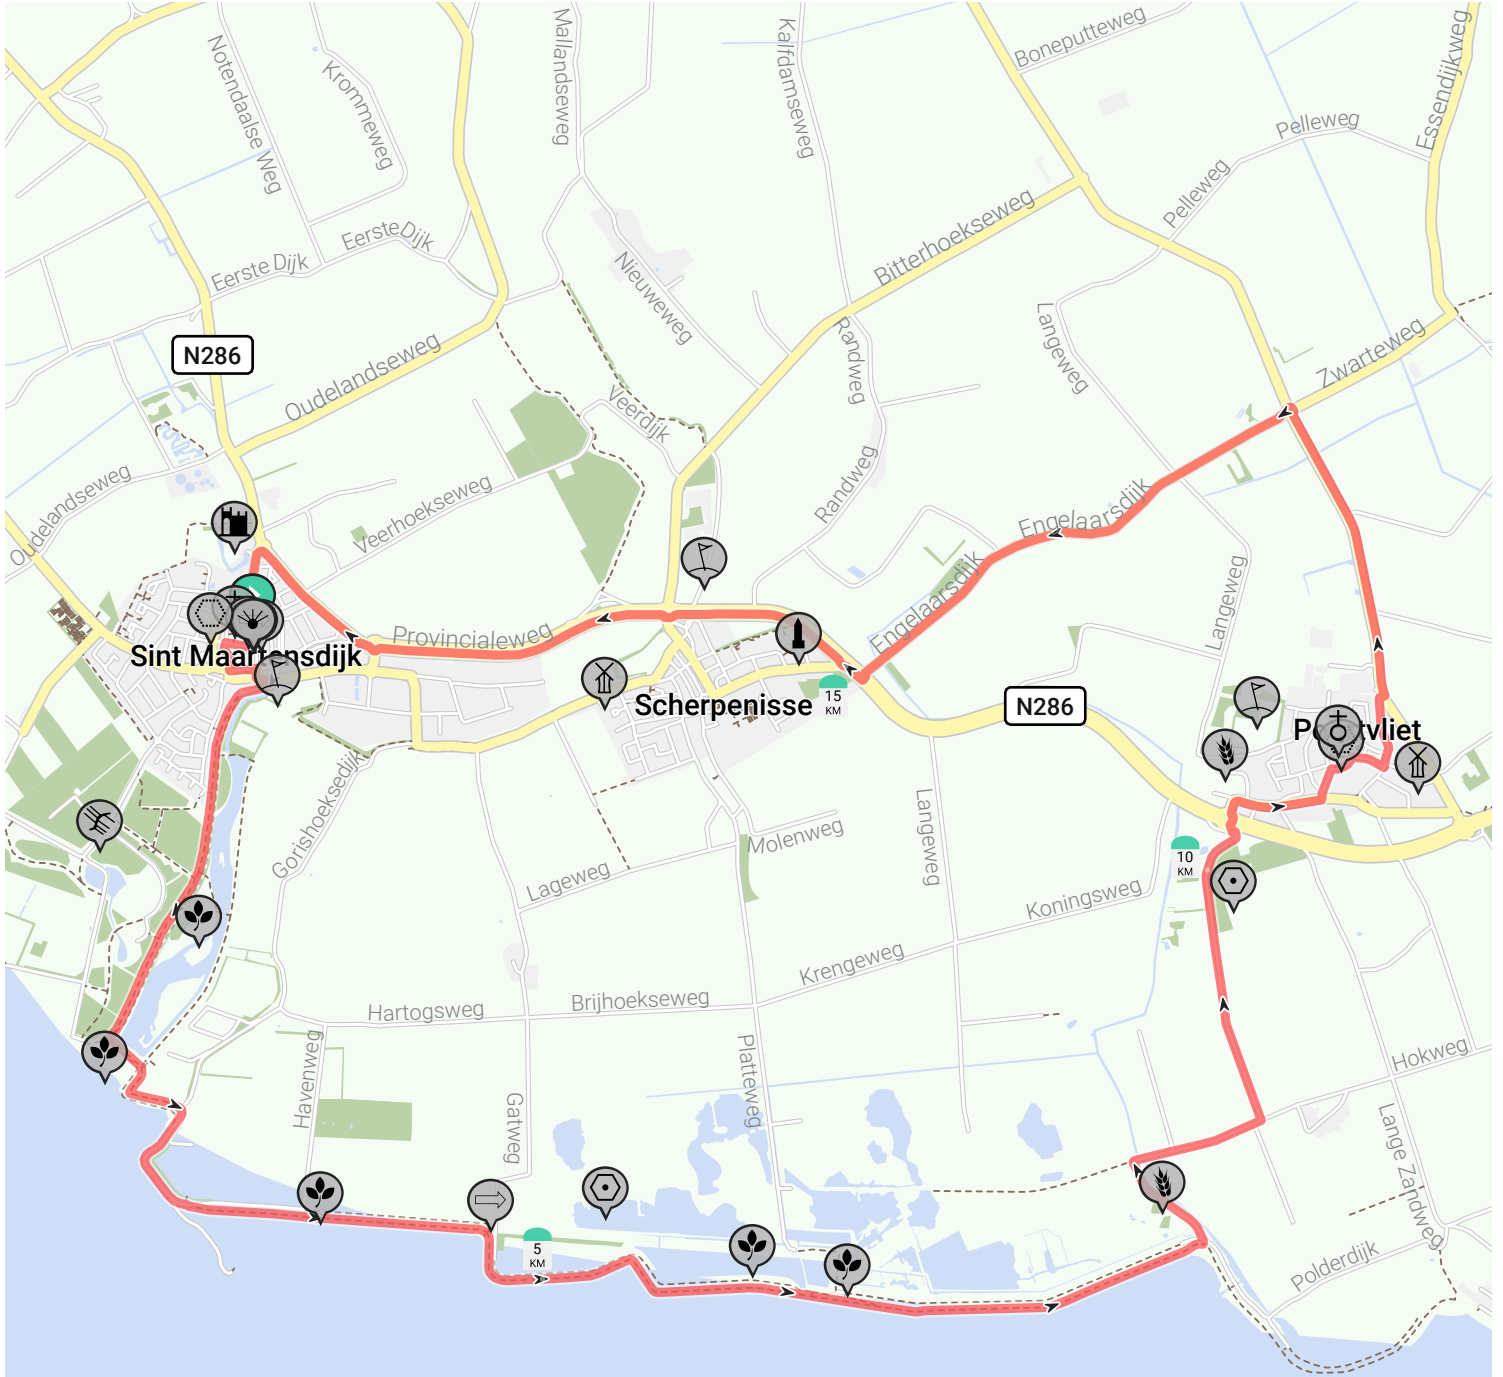 Boneputteweg
Mallandseweg
Kalfdamseweg
Essendijkweg
Notendaalse Weg
Krommeweg
Pelleweg
Pelleweg
Eerste Dijk
Eerste Dijk
Bitterhoekseweg
Nieuweweg
Langeweg
Randweg
Zwarteweg
N286
Oudelandseweg
Veerdijk
Oudelandseweg
Veerhoekseweg
Randweg
Engelaarsdijk
Engelaarsdijk
Langeweg
Provincialeweg
Sint Maartensdijk
Scherpenisse
15
KM
N286
Gorishoeksedijk
Langeweg
Molenweg
10
KM
Lageweg
Koningsweg
Krengeweg
Hartogsweg
Brijhoekseweg
Havenweg
Platteweg
Hokweg
Gatweg
Lange Zandweg
5
KM
Polderdijk